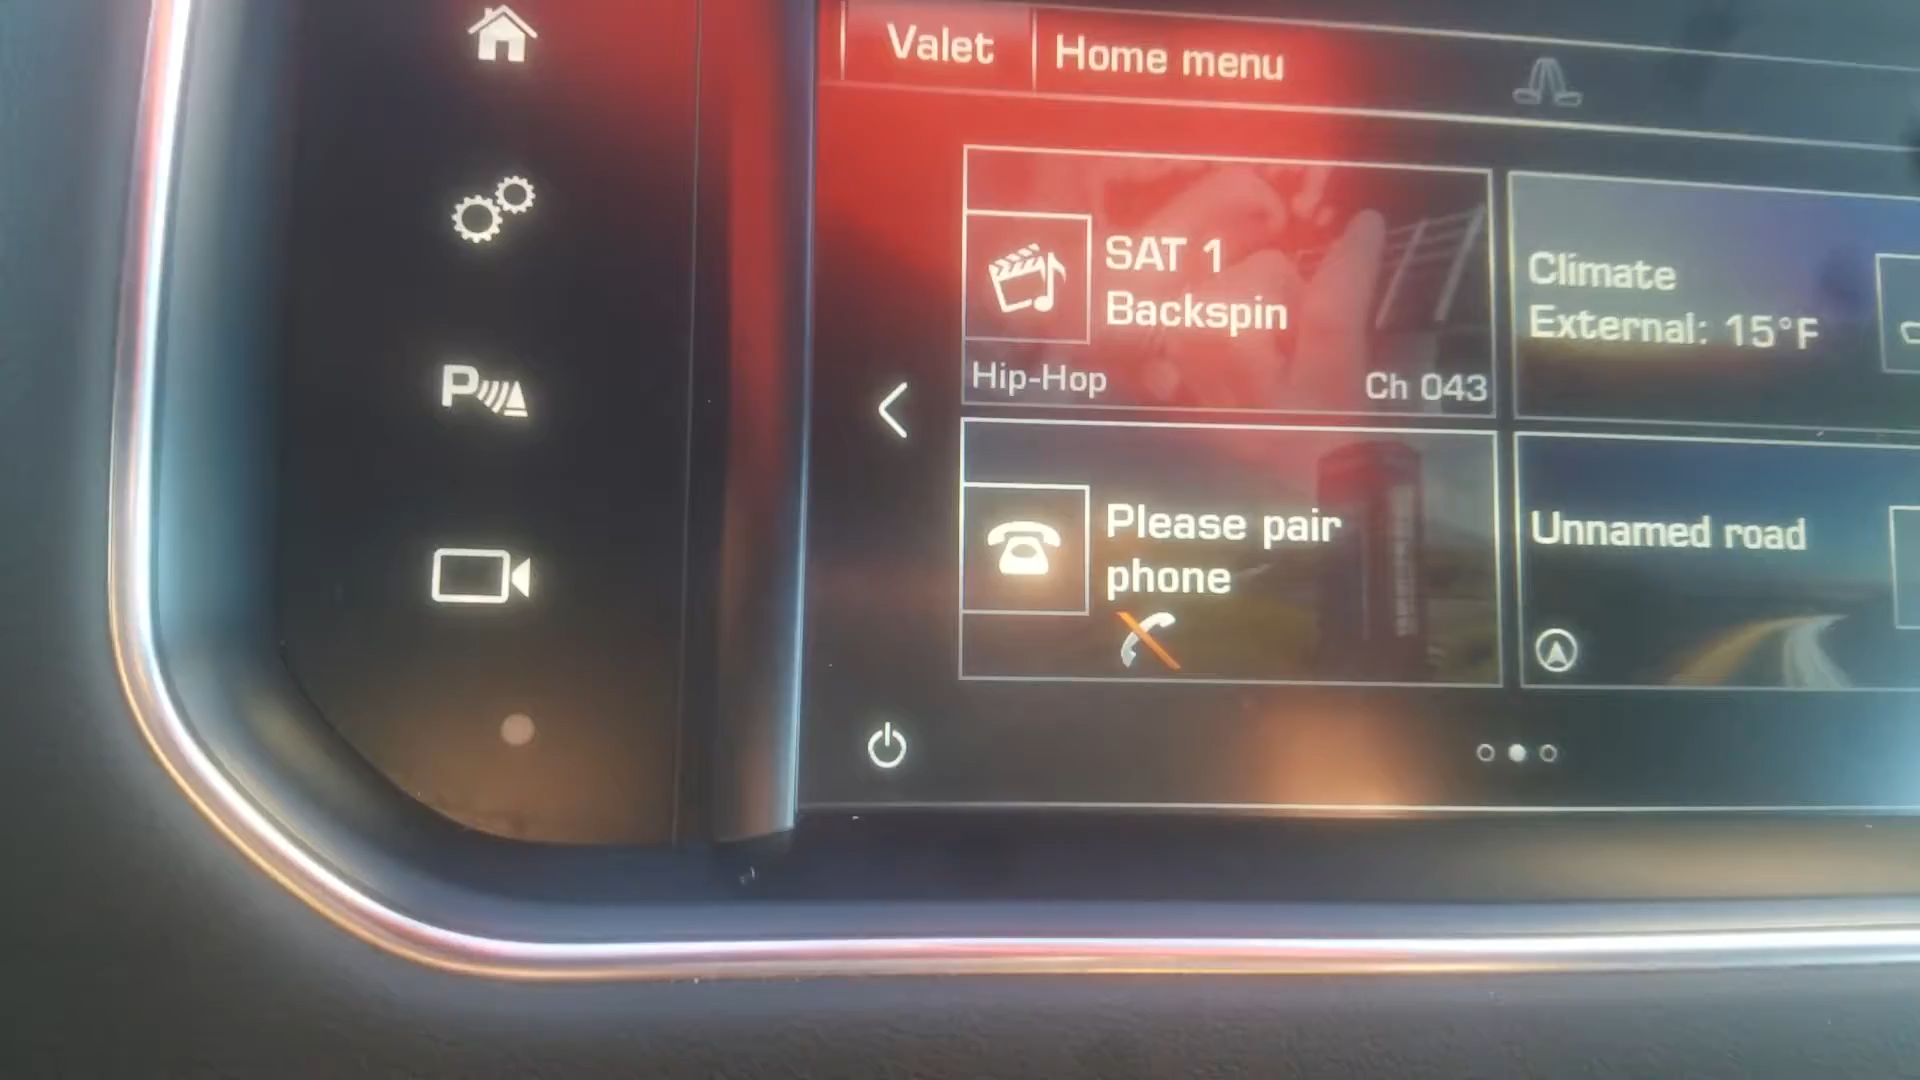 Valet
Home menu
SAT 1
Backspin
Hip-Hop
Ch 043
Climate
External: 15°F
Please pair
phone
Unnamed road
P